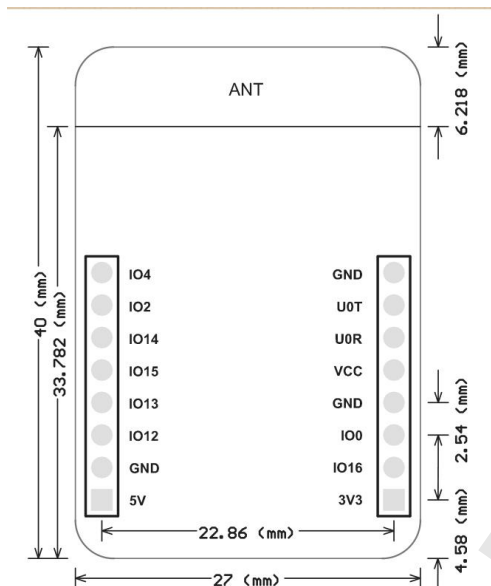 ANT
6.218 (mm)
40 (mm)
33.782 (mm)
IO4 GND
IO2 U0T
IO14 U0R
IO15 VCC
IO13 GND
IO12 IO0
GND IO16
5V 3V3
2.54 (mm)
22.86 (mm)
4.58 (mm)
27 (mm)